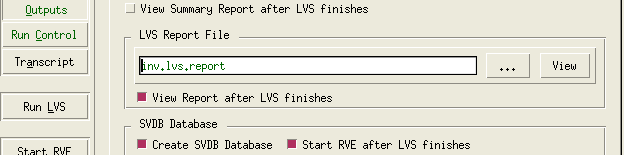 Outputs
View Summary Report after LVS finishes
Run Control
LVS Report File
Transcript
inv.lvs.report
...
View
View Report after LVS finishes
Run LVS
SVDB Database
Create SVDB Database
Start RVE after LVS finishes
Start RVE